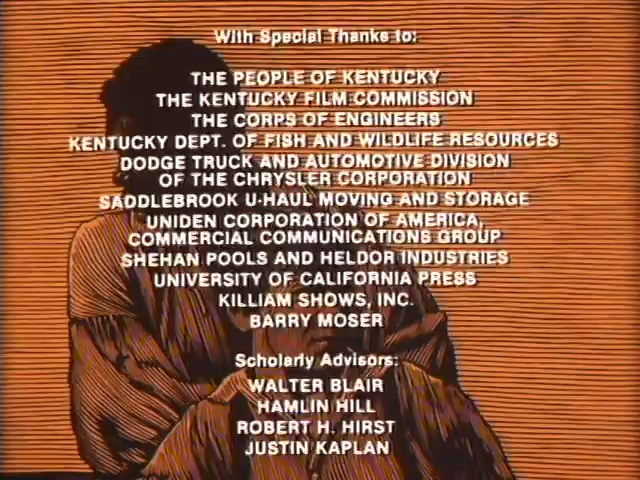 With Special Thanks to:
THE PEOPLE OF KENTUCKY
THE KENTUCKY FILM COMMISSION
THE CORPS OF ENGINEERS
KENTUCKY DEPT. OF FISH AND WILDLIFE RESOURCES
DODGE TRUCK AND AUTOMOTIVE DIVISION
OF THE CHRYSLER CORPORATION
SADDLEBROOK U-HAUL MOVING AND STORAGE
UNIDEN CORPORATION OF AMERICA,
COMMERCIAL COMMUNICATIONS GROUP
SHEHAN POOLS AND HELDOR INDUSTRIES
UNIVERSITY OF CALIFORNIA PRESS
KILLIAM SHOWS, INC.
BARRY MOSER
Scholarly Advisors:
WALTER BLAIR
HAMLIN HILL
ROBERT H. HIRST
JUSTIN KAPLAN